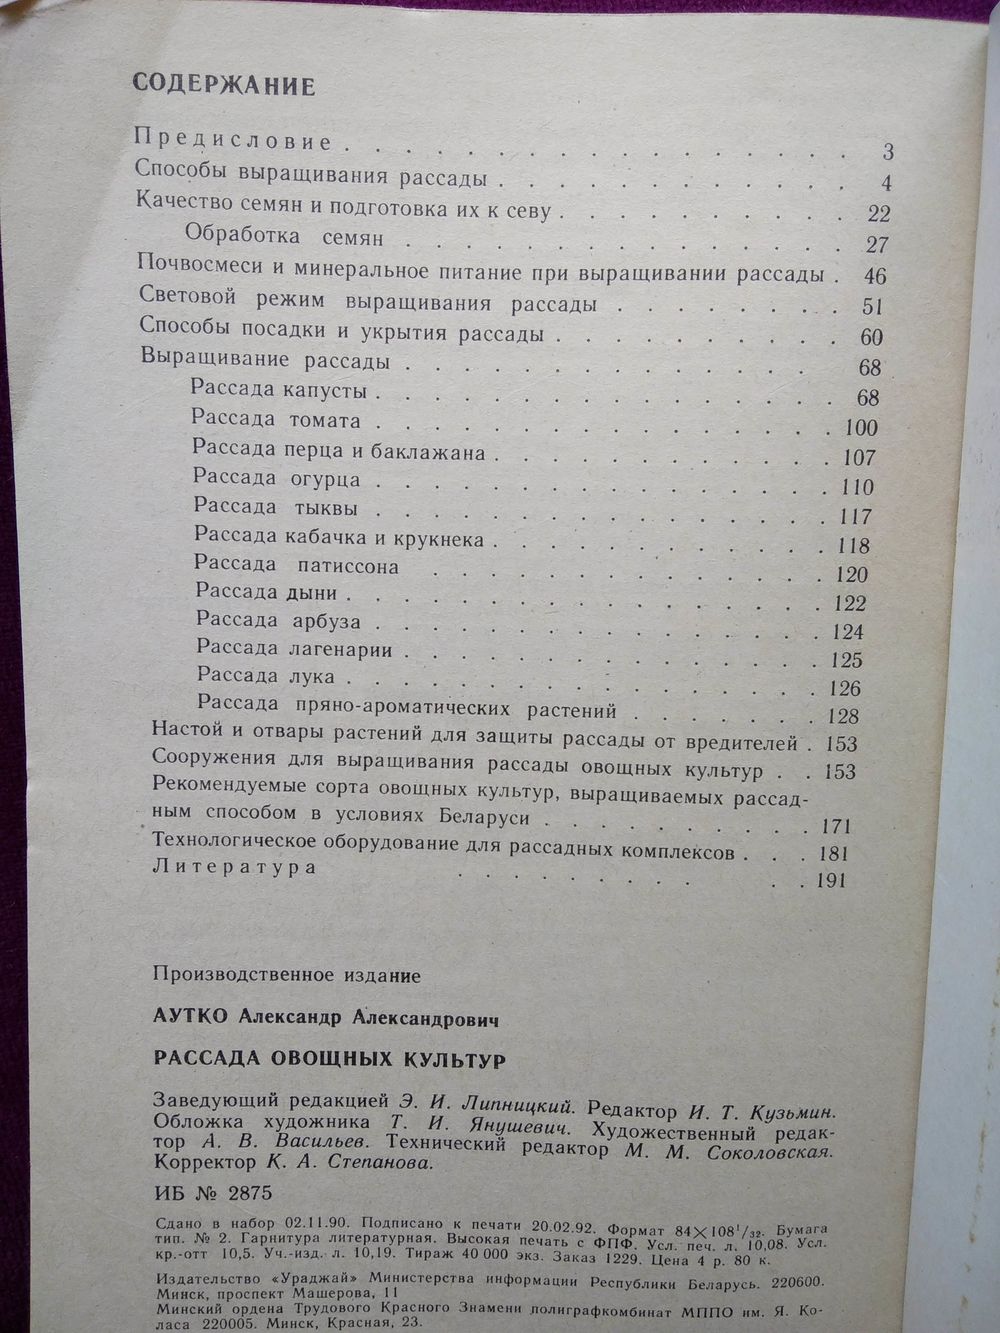 СОДЕРЖАНИЕ
Предисловие . . . . . . . . . . . . . . . . . 3
Способы выращивания рассады . . . . . . . . . . . . 4
Качество семян и подготовка их к севу . . . . . . . . . . 22
Обработка семян . . . . . . . . . . . . . . . 27
Почвосмеси и минеральное питание при выращивании рассады . 46
Световой режим выращивания рассады . . . . . . . . 51
Способы посадки и укрытия рассады . . . . . . . . . . 60
Выращивание рассады . . . . . . . . . . . . . . 68
Рассада капусты . . . . . . . . . . . . . . . 68
Рассада томата . . . . . . . . . . . . . . . 100
Рассада перца и баклажана . . . . . . . . . . . 107
Рассада огурца . . . . . . . . . . . . . . . 110
Рассада тыквы . . . . . . . . . . . . . . . 117
Рассада кабачка и крукнека . . . . . . . . . . . 118
Рассада патиссона . . . . . . . . . . . . . 120
Рассада дыни . . . . . . . . . . . . . . . . 122
Рассада арбуза . . . . . . . . . . . . . . . 124
Рассада лагенарии . . . . . . . . . . . . . . 125
Рассада лука . . . . . . . . . . . . . . . . 126
Рассада пряно-ароматических растений . . . . . . . 128
Настой и отвары растений для защиты рассады от вредителей . 153
Сооружения для выращивания рассады овощных культур . . 153
Рекомендуемые сорта овощных культур, выращиваемых рассад-
ным способом в условиях Беларуси . . . . . . . . . . 171
Технологическое оборудование для рассадных комплексов . . . 181
Литература . . . . . . . . . . . 191
Производственное издание
АУТКО Александр Александрович
РАССАДА ОВОЩНЫХ КУЛЬТУР
Заведующий редакцией Э. И. Липницкий. Редактор И. Т. Кузьмин.
Обложка художника Т. И. Янушевич. Художественный редак-
тор А. В. Васильев. Технический редактор М. М. Соколовская.
Корректор К. А. Степанова.
ИБ № 2875
Сдано в набор 02.11.90. Подписано к печати 20.02.92. Формат 84×108¹/₃₂. Бумага
тип. № 2. Гарнитура литературная. Высокая печать с ФПФ. Усл. печ. л. 10,08. Усл.
кр.-отт 10,5. Уч.-изд. л. 10,19. Тираж 40 000 экз. Заказ 1229. Цена 4 р. 80 к.
Издательство «Ураджай» Министерства информации Республики Беларусь. 220600.
Минск, проспект Машерова, 11
Минский ордена Трудового Красного Знамени полиграфкомбинат МППО им. Я. Ко-
ласа 220005. Минск, Красная, 23.